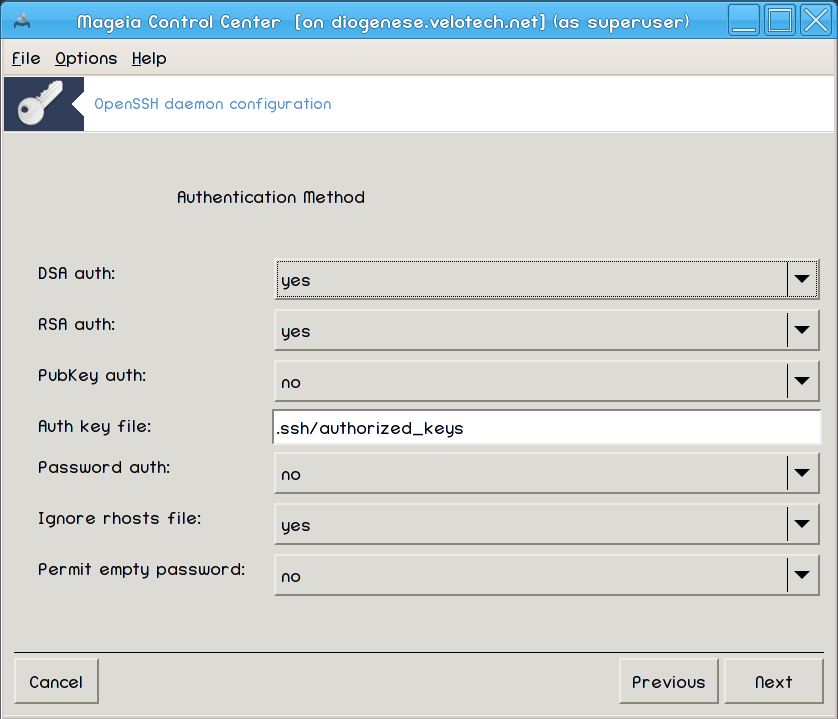 Mageia Control Center [on diogenese.velotech.net] (as superuser)
File Options Help
OpenSSH daemon configuration
Authentication Method
DSA auth: yes
RSA auth: yes
PubKey auth: no
Auth key file: .ssh/authorized_keys
Password auth: no
Ignore rhosts file: yes
Permit empty password: no
Cancel Previous Next